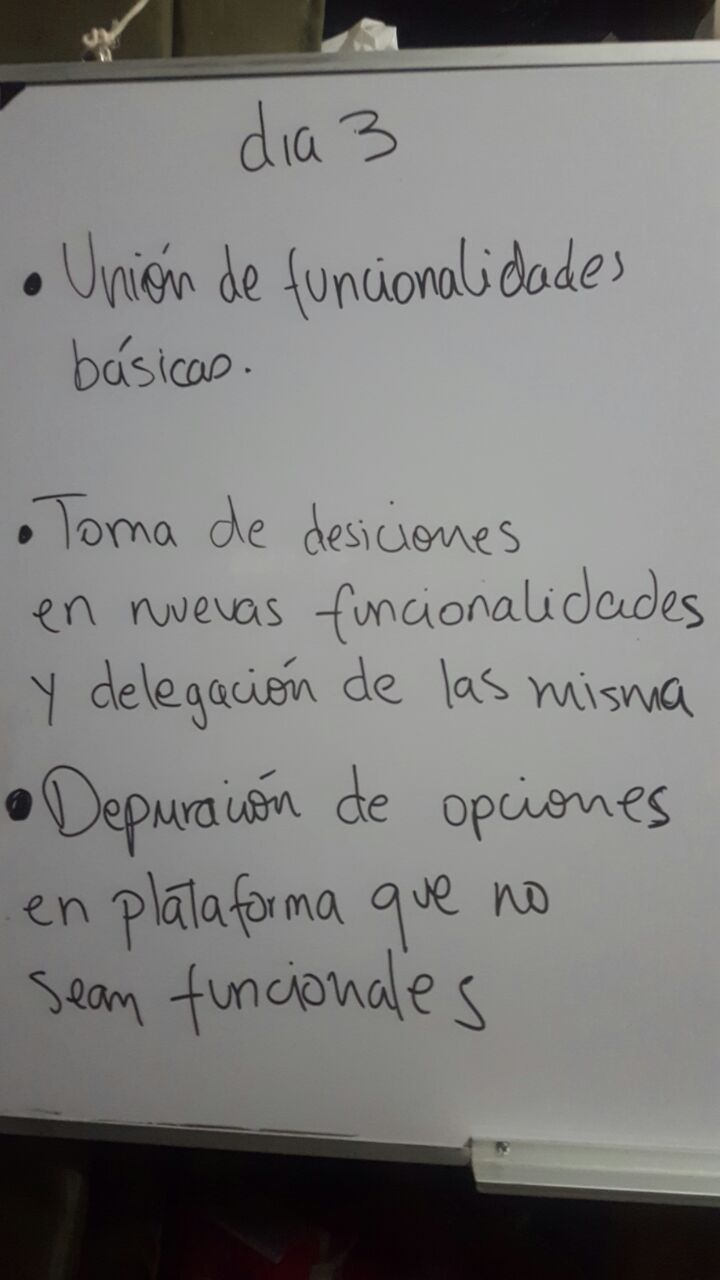 dia 3
• Unión de funcionalidades
básicas.
• Toma de desiciones
en nuevas funcionalidades
y delegación de las misma
• Depuración de opciones
en plataforma que no
sean funcionales